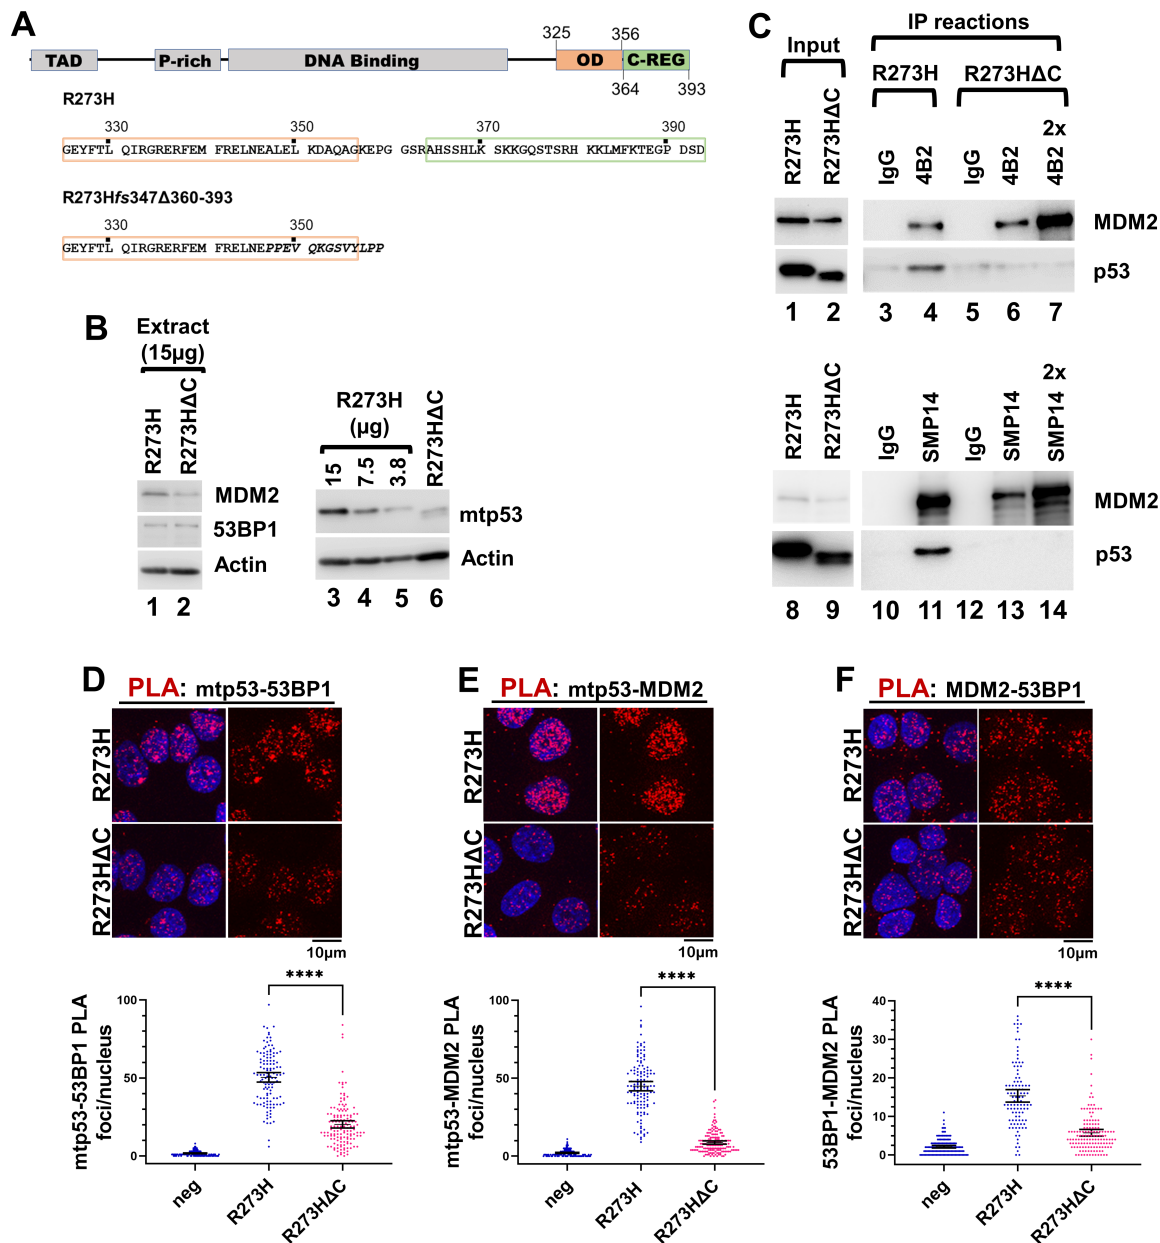 A
325 356
TAD P-rich DNA Binding OD C-REG
364 393
R273H
330 350 370 390
GEYFTL QIRGRERFEM FRELNEALEL KDAQAGKEPG GSRAHSSHLK SKKGQSTSRH KKLMFKTEGP DSD
R273Hfs347Δ360-393
330 350
GEYFTL QIRGRERFEM FRELNEPPEV QKGSVYLPP
B
Extract
(15µg)
R273H
R273HΔC
MDM2
53BP1
Actin
1 2
R273H
(µg)
15
7.5
3.8
R273HΔC
mtp53
Actin
3 4 5 6
C
IP reactions
Input
R273H R273HΔC
R273H
R273HΔC
IgG
4B2
IgG
4B2
2x
4B2
MDM2
p53
1 2 3 4 5 6 7
R273H
R273HΔC
IgG
SMP14
IgG
SMP14
2x
SMP14
MDM2
p53
8 9 10 11 12 13 14
D
PLA: mtp53-53BP1
R273H
R273HΔC
10µm
****
mtp53-53BP1 PLA
foci/nucleus
100
50
0
neg
R273H
R273HΔC
E
PLA: mtp53-MDM2
R273H
R273HΔC
10µm
****
mtp53-MDM2 PLA
foci/nucleus
100
50
0
neg
R273H
R273HΔC
F
PLA: MDM2-53BP1
R273H
R273HΔC
10µm
****
53BP1-MDM2 PLA
foci/nucleus
40
30
20
10
0
neg
R273H
R273HΔC